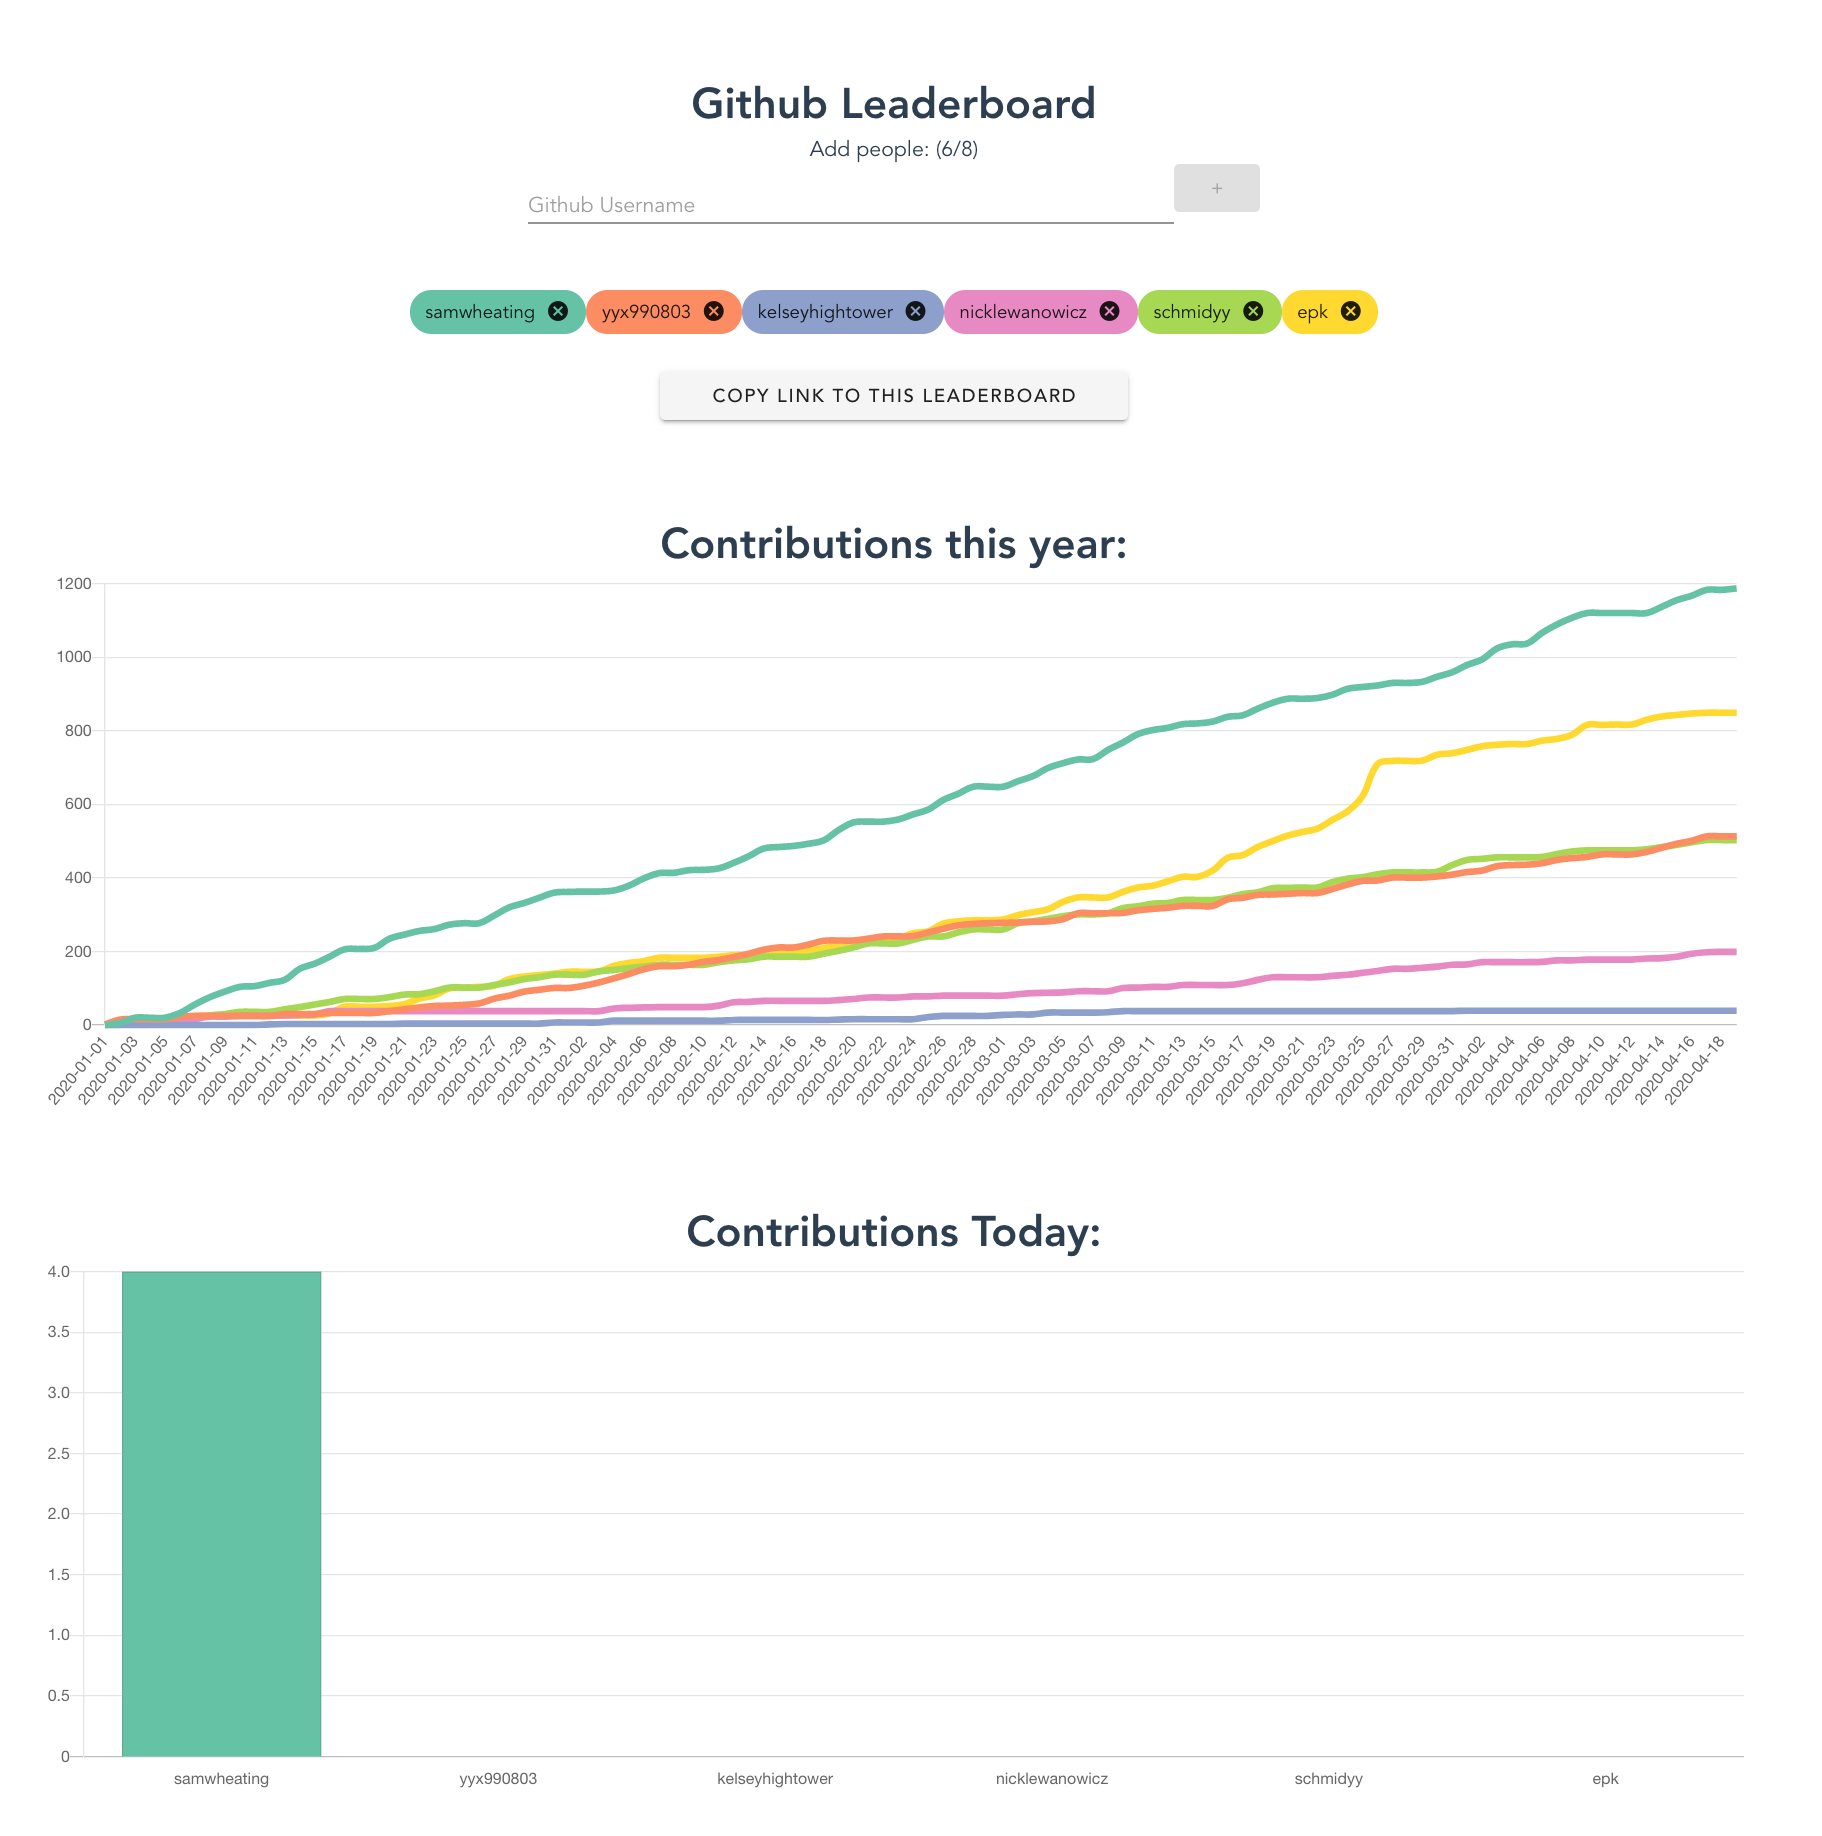 Github Leaderboard
Add people: (6/8)
Github Username
+
samwheating yyx990803 kelseyhightower nicklewanowicz schmidyy epk
COPY LINK TO THIS LEADERBOARD
Contributions this year:
1200
1000
800
600
400
200
0
2020-01-01 2020-01-03 2020-01-05 2020-01-07 2020-01-09 2020-01-11 2020-01-13 2020-01-15 2020-01-17 2020-01-19 2020-01-21 2020-01-23 2020-01-25 2020-01-27 2020-01-29 2020-01-31 2020-02-02 2020-02-04 2020-02-06 2020-02-08 2020-02-10 2020-02-12 2020-02-14 2020-02-16 2020-02-18 2020-02-20 2020-02-22 2020-02-24 2020-02-26 2020-02-28 2020-03-01 2020-03-03 2020-03-05 2020-03-07 2020-03-09 2020-03-11 2020-03-13 2020-03-15 2020-03-17 2020-03-19 2020-03-21 2020-03-23 2020-03-25 2020-03-27 2020-03-29 2020-03-31 2020-04-02 2020-04-04 2020-04-06 2020-04-08 2020-04-10 2020-04-12 2020-04-14 2020-04-16 2020-04-18
Contributions Today:
4.0
3.5
3.0
2.5
2.0
1.5
1.0
0.5
0
samwheating yyx990803 kelseyhightower nicklewanowicz schmidyy epk